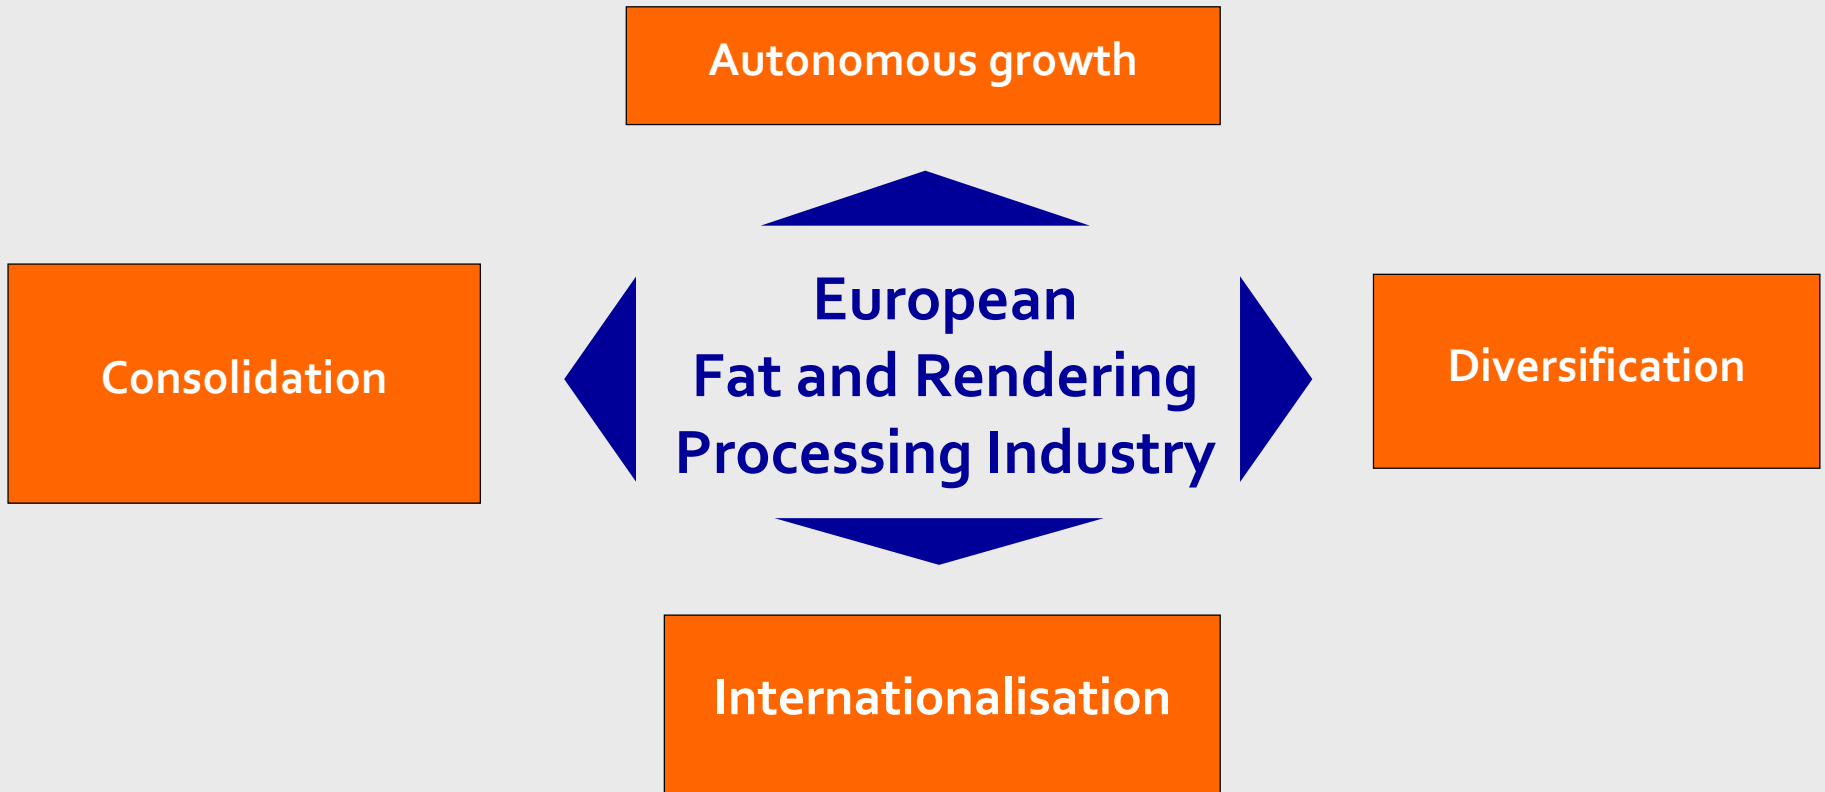 Autonomous growth
European
Fat and Rendering
Processing Industry
Consolidation
Diversification
Internationalisation